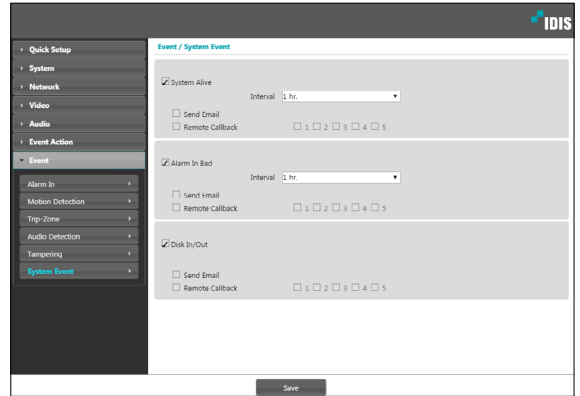 IDIS
Quick Setup
System
Network
Video
Audio
Event Action
Event
Alarm In
Motion Detection
Trip-Zone
Audio Detection
Tampering
System Event
Event / System Event
System Alive
Interval 1 hr.
Send Email
Remote Callback 1 2 3 4 5
Alarm In Bad
Interval 1 hr.
Send Email
Remote Callback 1 2 3 4 5
Disk In/Out
Send Email
Remote Callback 1 2 3 4 5
Save